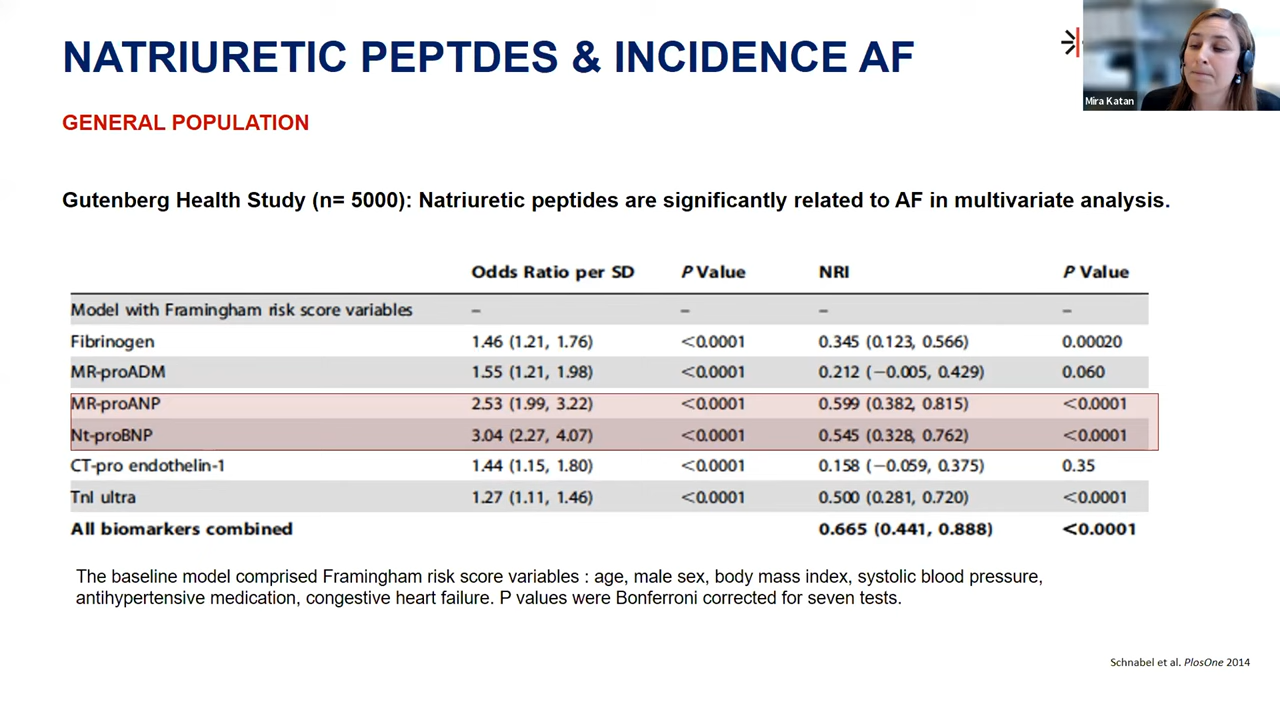 NATRIURETIC PEPTDES & INCIDENCE AF
Mira Katan
GENERAL POPULATION
Gutenberg Health Study (n= 5000): Natriuretic peptides are significantly related to AF in multivariate analysis.
Odds Ratio per SD P Value NRI P Value
Model with Framingham risk score variables – – – –
Fibrinogen 1.46 (1.21, 1.76) <0.0001 0.345 (0.123, 0.566) 0.00020
MR-proADM 1.55 (1.21, 1.98) <0.0001 0.212 (−0.005, 0.429) 0.060
MR-proANP 2.53 (1.99, 3.22) <0.0001 0.599 (0.382, 0.815) <0.0001
Nt-proBNP 3.04 (2.27, 4.07) <0.0001 0.545 (0.328, 0.762) <0.0001
CT-pro endothelin-1 1.44 (1.15, 1.80) <0.0001 0.158 (−0.059, 0.375) 0.35
TnI ultra 1.27 (1.11, 1.46) <0.0001 0.500 (0.281, 0.720) <0.0001
All biomarkers combined 0.665 (0.441, 0.888) <0.0001
The baseline model comprised Framingham risk score variables : age, male sex, body mass index, systolic blood pressure,
antihypertensive medication, congestive heart failure. P values were Bonferroni corrected for seven tests.
Schnabel et al. PlosOne 2014